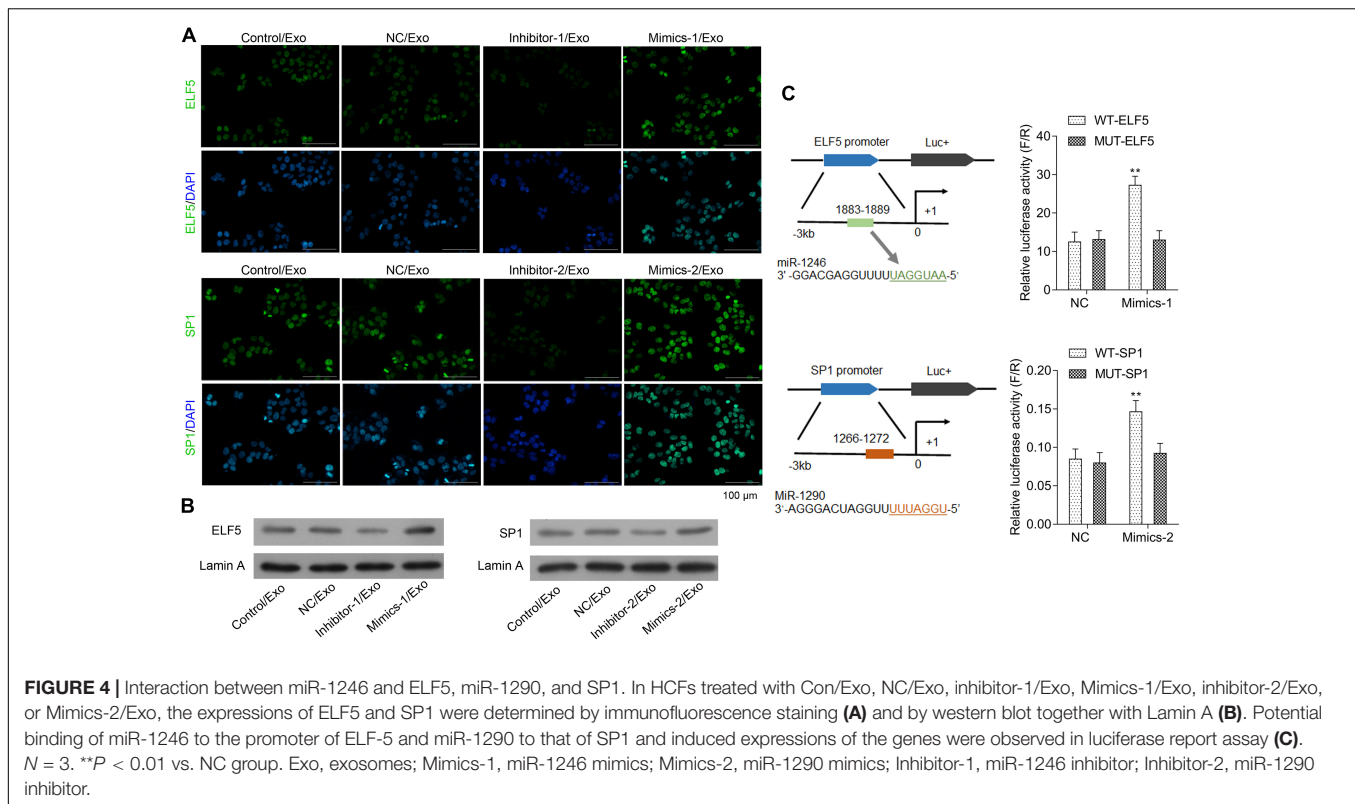 A
Control/Exo NC/Exo Inhibitor-1/Exo Mimics-1/Exo
ELF5
ELF5/DAPI
Control/Exo NC/Exo Inhibitor-2/Exo Mimics-2/Exo
SP1
SP1/DAPI
100 μm
B
ELF5
Lamin A
Control/Exo NC/Exo Inhibitor-1/Exo Mimics-1/Exo
SP1
Lamin A
Control/Exo NC/Exo Inhibitor-2/Exo Mimics-2/Exo
C
ELF5 promoter Luc+
1883-1889 +1
-3kb 0
miR-1246
3' -GGACGAGGUUUUUAGGUAA-5'
WT-ELF5
MUT-ELF5
Relative luciferase activity (F/R)
40
30
20
10
0
**
NC Mimics-1
SP1 promoter Luc+
1266-1272 +1
-3kb 0
MiR-1290
3'-AGGGACUAGGUUUUUAGGU-5'
WT-SP1
MUT-SP1
Relative luciferase activity (F/R)
0.20
0.15
0.10
0.05
0.00
**
NC Mimics-2
FIGURE 4 | Interaction between miR-1246 and ELF5, miR-1290, and SP1. In HCFs treated with Con/Exo, NC/Exo, inhibitor-1/Exo, Mimics-1/Exo, inhibitor-2/Exo,
or Mimics-2/Exo, the expressions of ELF5 and SP1 were determined by immunofluorescence staining (A) and by western blot together with Lamin A (B). Potential
binding of miR-1246 to the promoter of ELF-5 and miR-1290 to that of SP1 and induced expressions of the genes were observed in luciferase report assay (C).
N = 3. **P < 0.01 vs. NC group. Exo, exosomes; Mimics-1, miR-1246 mimics; Mimics-2, miR-1290 mimics; Inhibitor-1, miR-1246 inhibitor; Inhibitor-2, miR-1290
inhibitor.